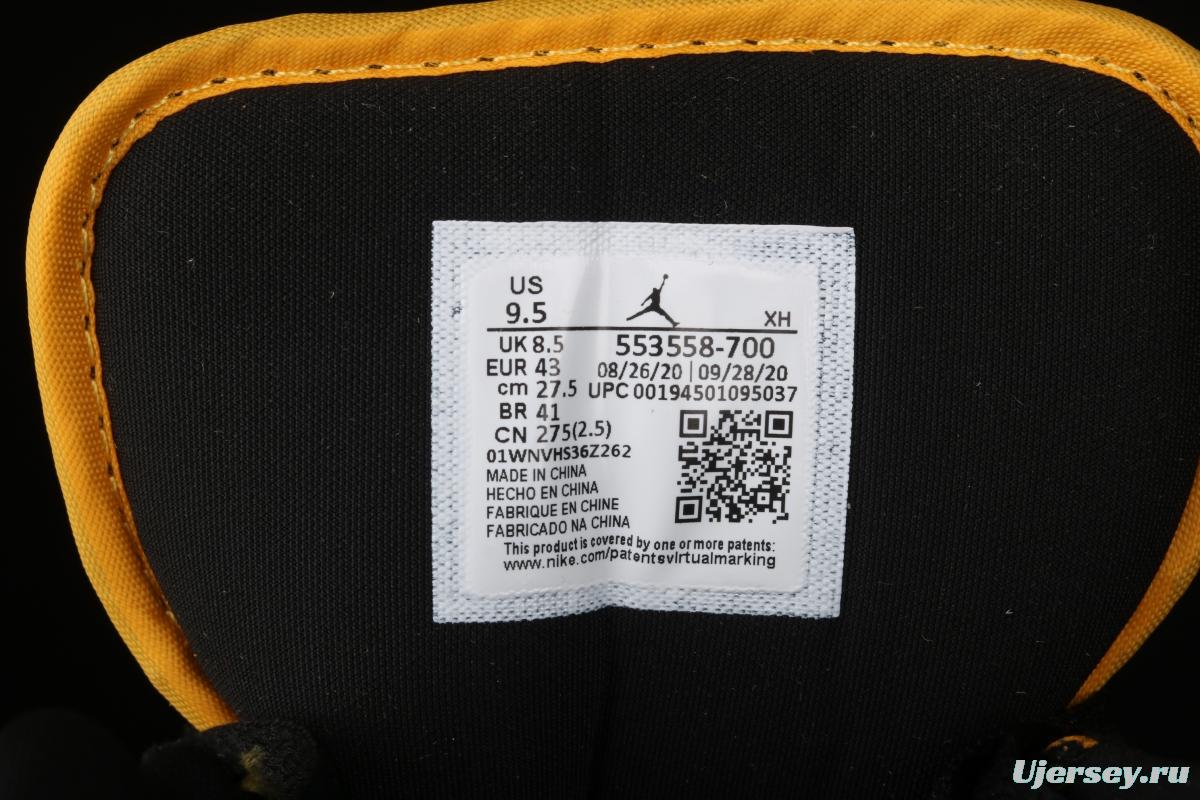 US
9.5
XH
UK 8.5
553558-700
EUR 43
08/26/20 | 09/28/20
cm 27.5
UPC 00194501095037
BR 41
CN 275(2.5)
01WNVHS36Z262
MADE IN CHINA
HECHO EN CHINA
FABRIQUE EN CHINE
FABRICADO NA CHINA
This product is covered by one or more patents:
www.nike.com/patentsvirtualmarking
Ujersey.ru